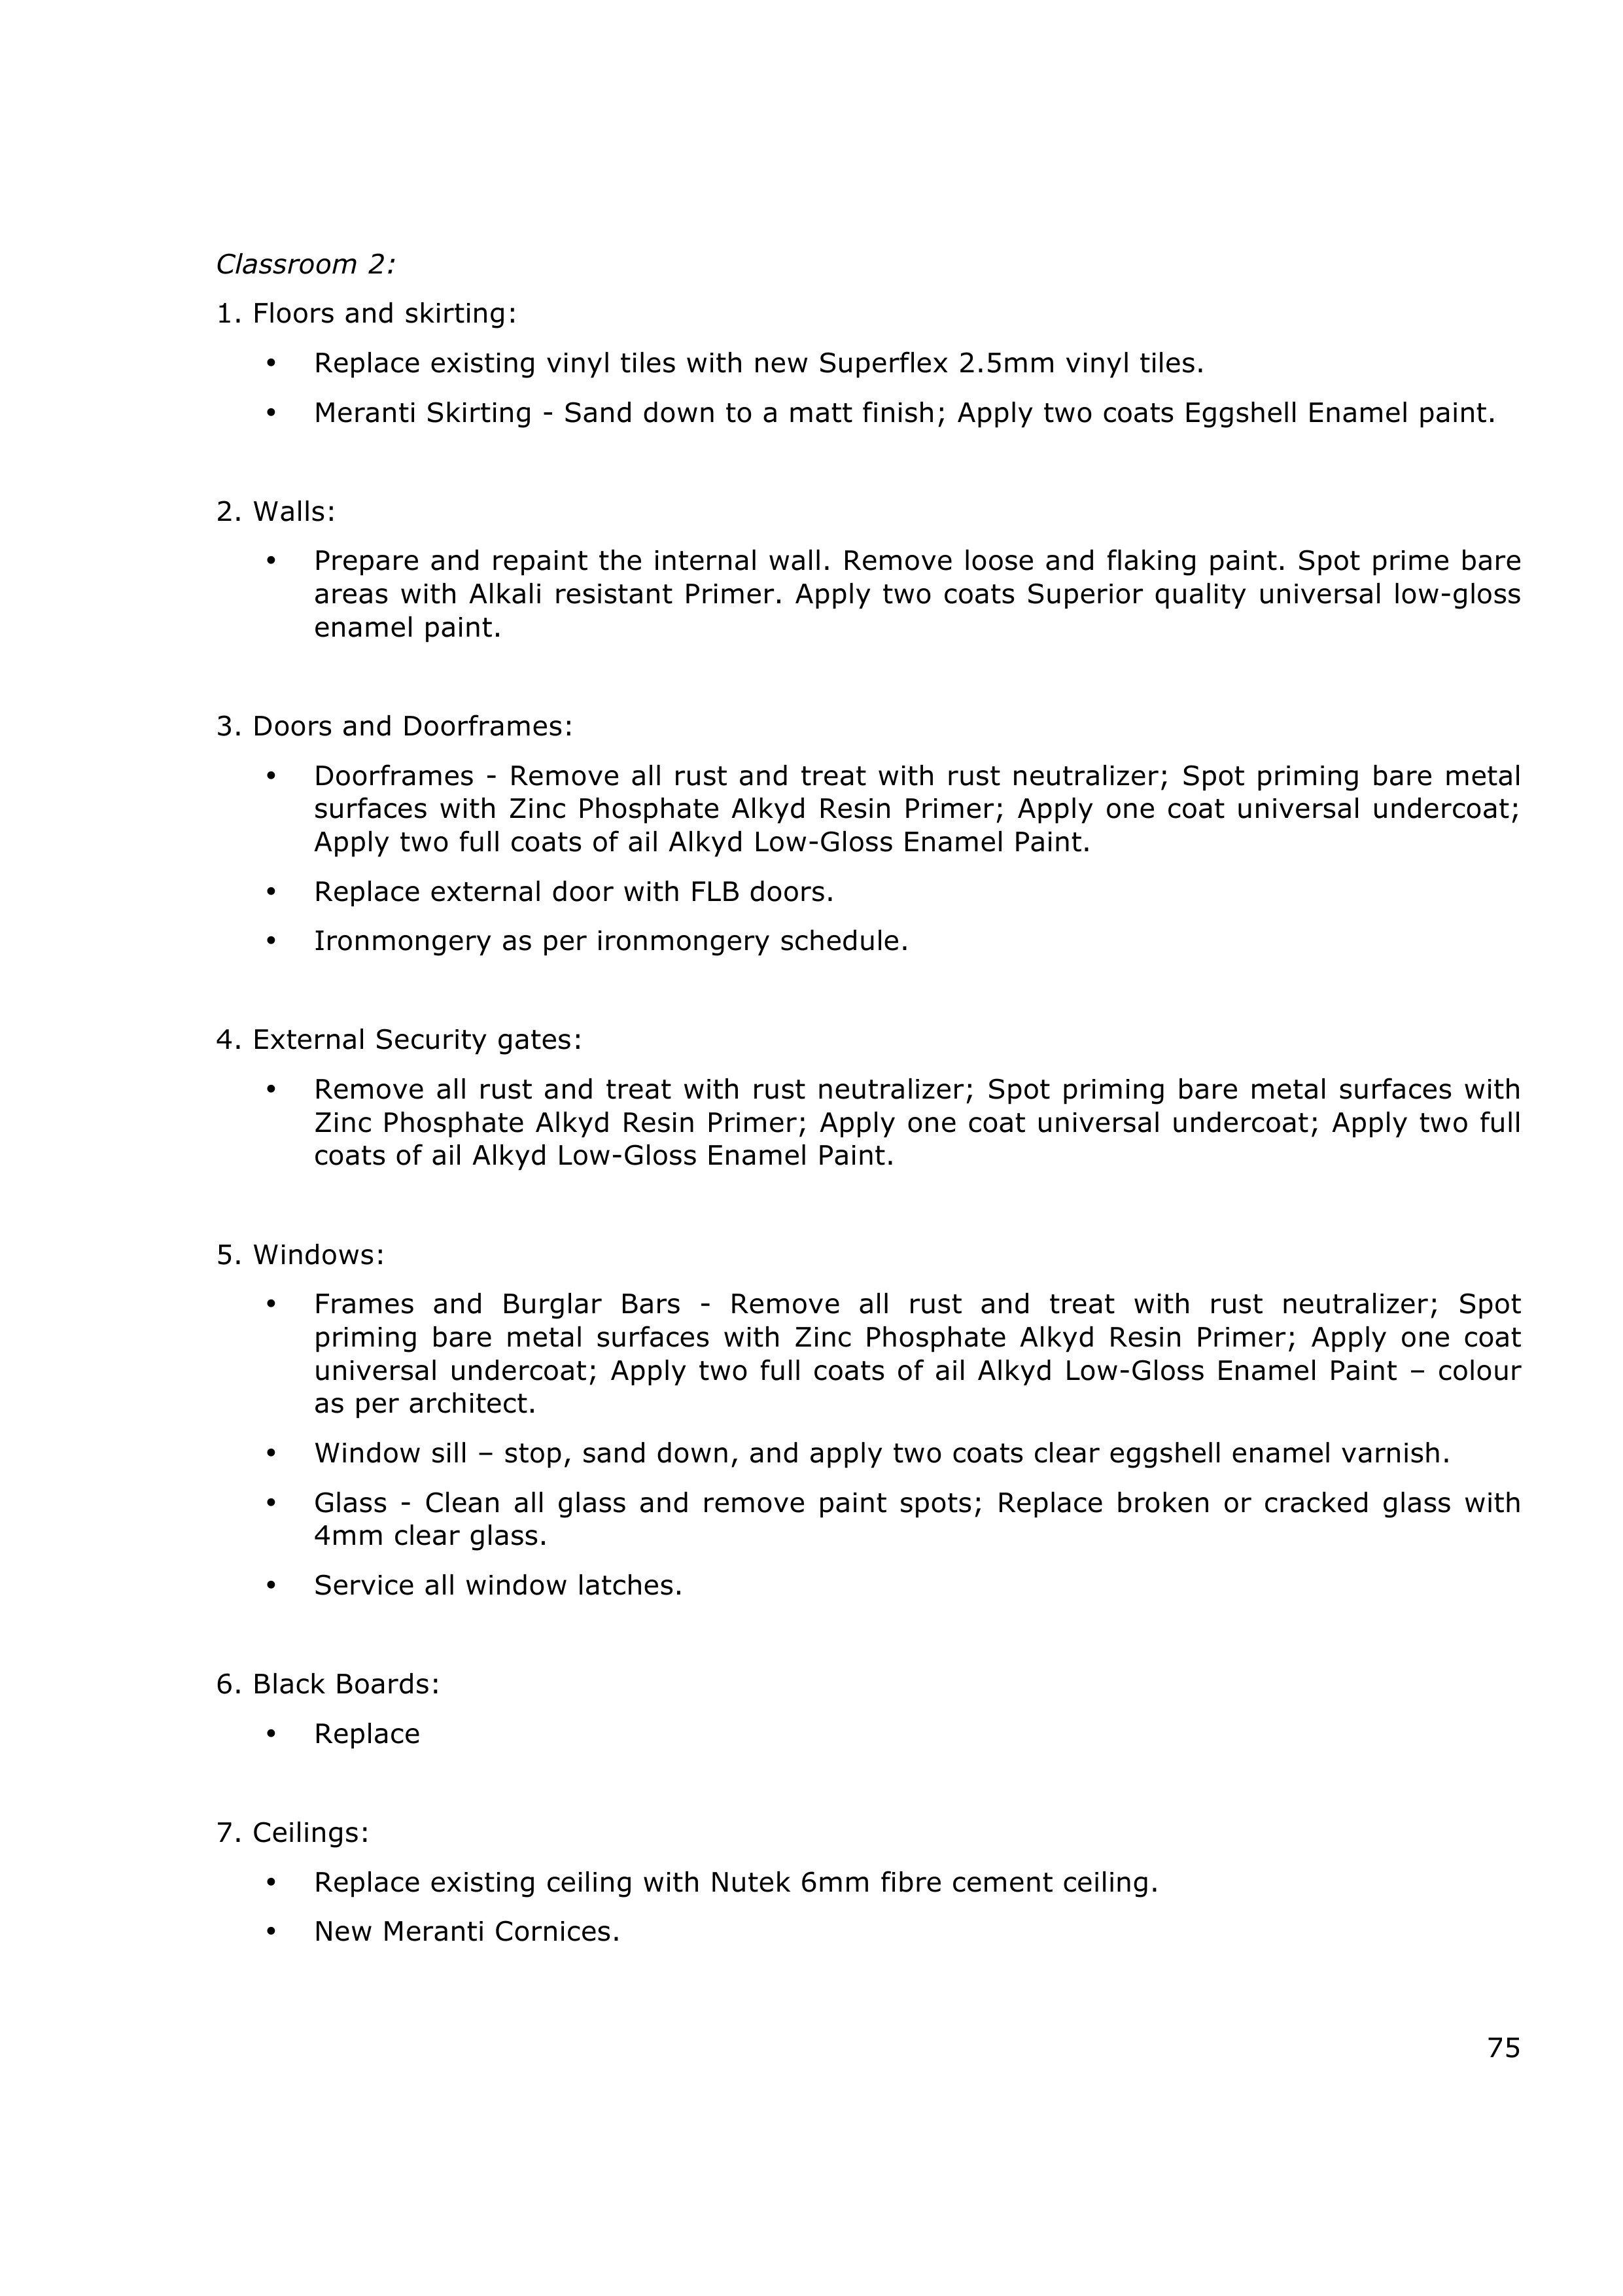 Classroom 2:
1. Floors and skirting:
• Replace existing vinyl tiles with new Superflex 2.5mm vinyl tiles.
• Meranti Skirting - Sand down to a matt finish; Apply two coats Eggshell Enamel paint.
2. Walls:
• Prepare and repaint the internal wall. Remove loose and flaking paint. Spot prime bare
areas with Alkali resistant Primer. Apply two coats Superior quality universal low-gloss
enamel paint.
3. Doors and Doorframes:
• Doorframes - Remove all rust and treat with rust neutralizer; Spot priming bare metal
surfaces with Zinc Phosphate Alkyd Resin Primer; Apply one coat universal undercoat;
Apply two full coats of ail Alkyd Low-Gloss Enamel Paint.
• Replace external door with FLB doors.
• Ironmongery as per ironmongery schedule.
4. External Security gates:
• Remove all rust and treat with rust neutralizer; Spot priming bare metal surfaces with
Zinc Phosphate Alkyd Resin Primer; Apply one coat universal undercoat; Apply two full
coats of ail Alkyd Low-Gloss Enamel Paint.
5. Windows:
• Frames and Burglar Bars - Remove all rust and treat with rust neutralizer; Spot
priming bare metal surfaces with Zinc Phosphate Alkyd Resin Primer; Apply one coat
universal undercoat; Apply two full coats of ail Alkyd Low-Gloss Enamel Paint – colour
as per architect.
• Window sill – stop, sand down, and apply two coats clear eggshell enamel varnish.
• Glass - Clean all glass and remove paint spots; Replace broken or cracked glass with
4mm clear glass.
• Service all window latches.
6. Black Boards:
• Replace
7. Ceilings:
• Replace existing ceiling with Nutek 6mm fibre cement ceiling.
• New Meranti Cornices.
75